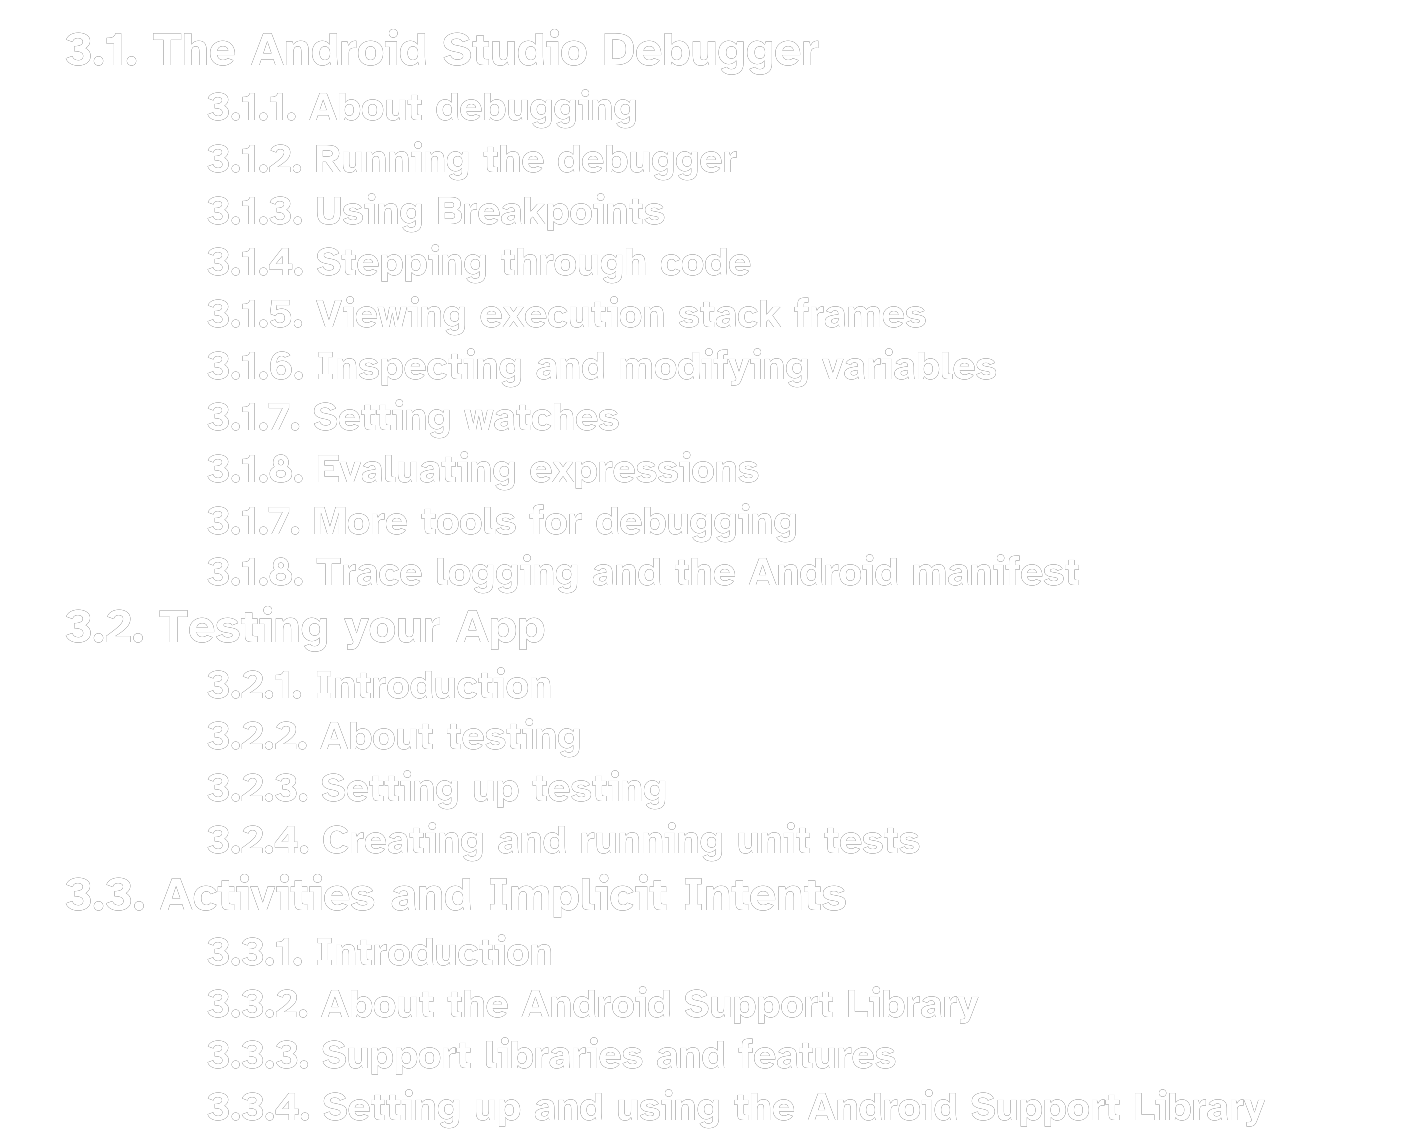 3.1. The Android Studio Debugger
3.1.1. About debugging
3.1.2. Running the debugger
3.1.3. Using Breakpoints
3.1.4. Stepping through code
3.1.5. Viewing execution stack frames
3.1.6. Inspecting and modifying variables
3.1.7. Setting watches
3.1.8. Evaluating expressions
3.1.7. More tools for debugging
3.1.8. Trace logging and the Android manifest
3.2. Testing your App
3.2.1. Introduction
3.2.2. About testing
3.2.3. Setting up testing
3.2.4. Creating and running unit tests
3.3. Activities and Implicit Intents
3.3.1. Introduction
3.3.2. About the Android Support Library
3.3.3. Support libraries and features
3.3.4. Setting up and using the Android Support Library